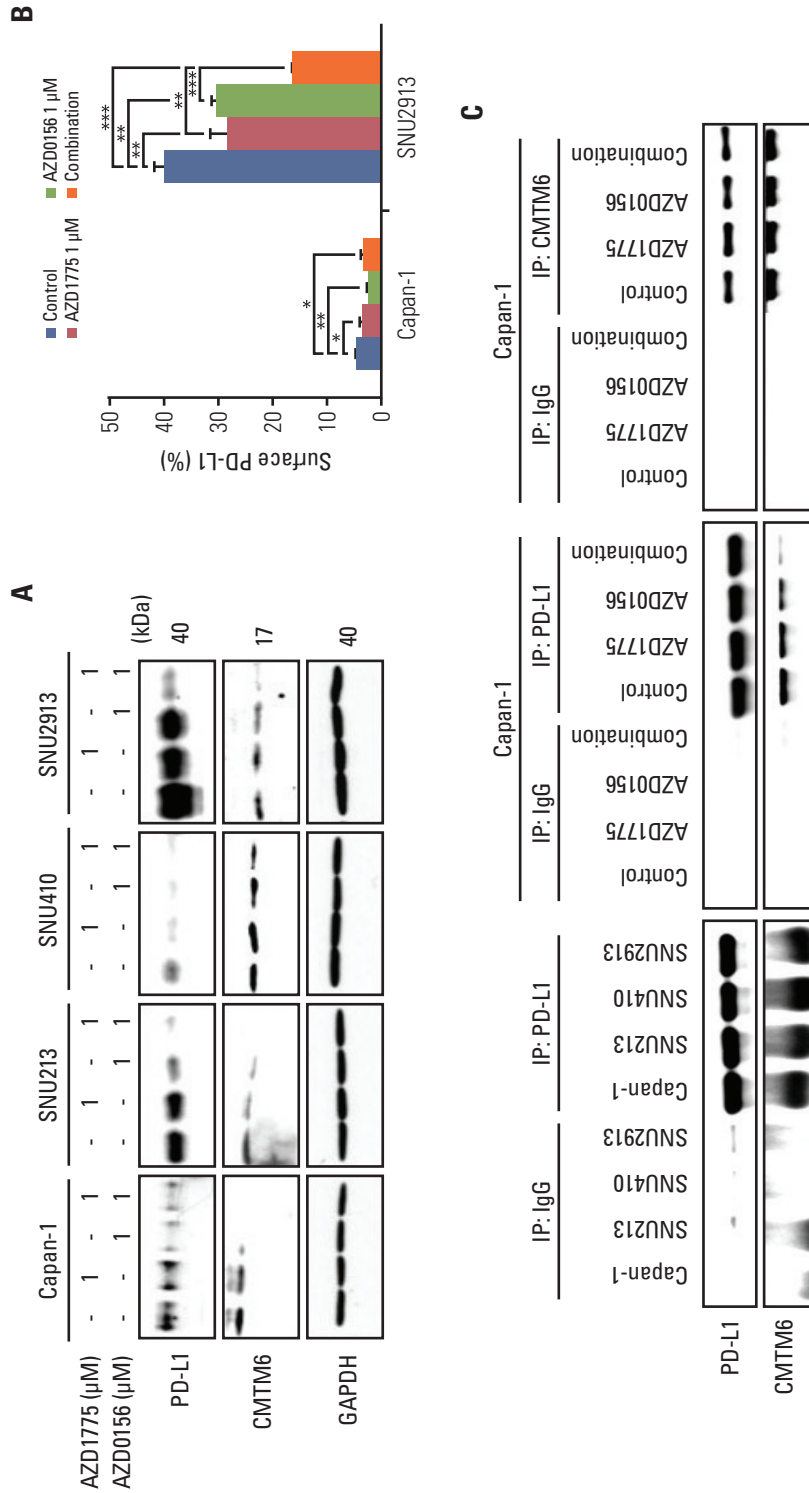 A
Capan-1 SNU213 SNU410 SNU2913
AZD1775 (μM) - 1 - 1 - 1 - 1 - 1 - 1 - 1 - 1
AZD0156 (μM) - - 1 1 - - 1 1 - - 1 1 - - 1 1 (kDa)
PD-L1 40
CMTM6 17
GAPDH 40
B
Control AZD0156 1 μM
AZD1775 1 μM Combination
Surface PD-L1 (%)
50
40
30
20
10
0
*
**
*
***
**
**
**
***
Capan-1 SNU2913
C
Capan-1 Capan-1
IP: IgG IP: PD-L1 IP: IgG IP: PD-L1 IP: IgG IP: CMTM6
Capan-1 SNU213 SNU410 SNU2913 Capan-1 SNU213 SNU410 SNU2913 Control AZD1775 AZD0156 Combination Control AZD1775 AZD0156 Combination Control AZD1775 AZD0156 Combination Control AZD1775 AZD0156 Combination
PD-L1
CMTM6